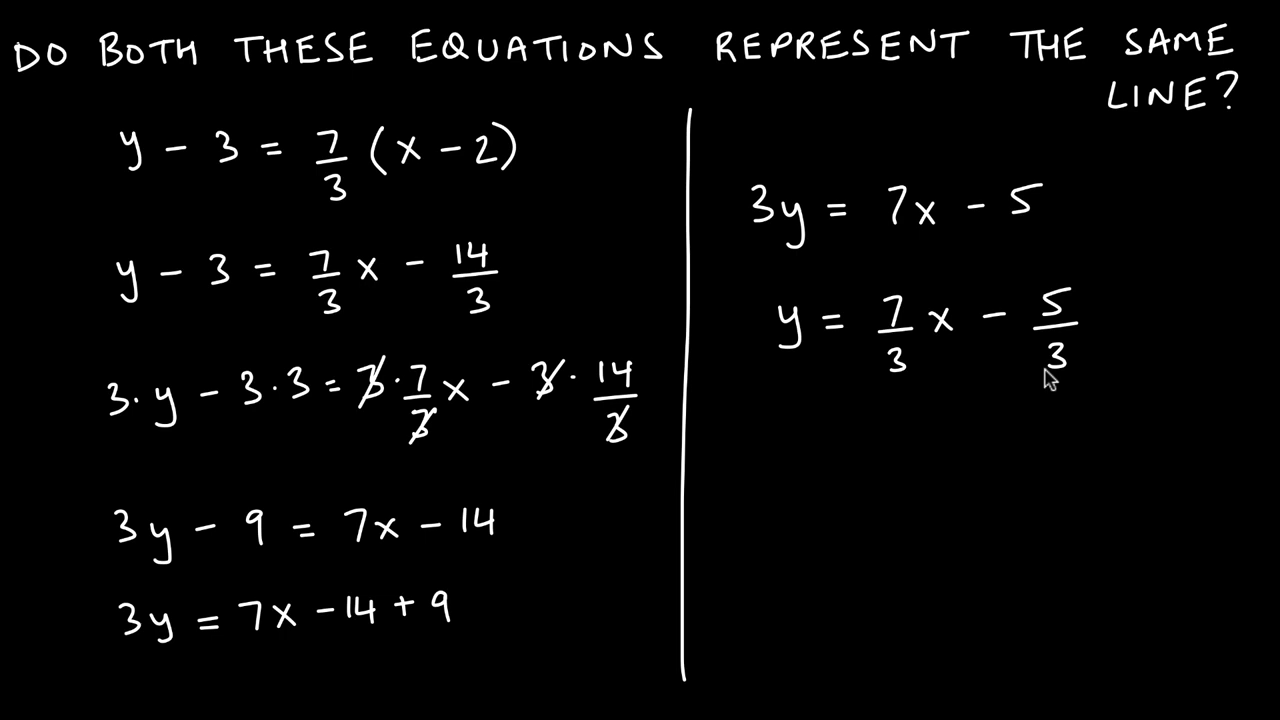 DO BOTH THESE EQUATIONS REPRESENT THE SAME
LINE?
y - 3 = 7/3 (x - 2)
y - 3 = 7/3 x - 14/3
3 · y - 3 · 3 = 3 · 7/3 x - 3 · 14/3
3y - 9 = 7x - 14
3y = 7x - 14 + 9
3y = 7x - 5
y = 7/3 x - 5/3